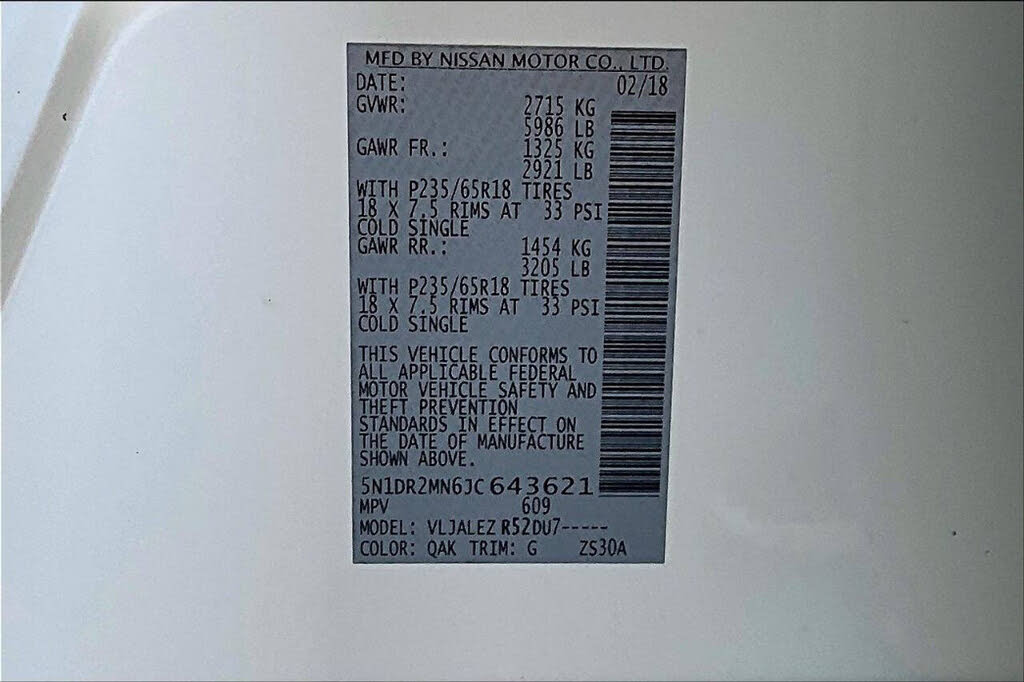 MFD BY NISSAN MOTOR CO., LTD.
DATE: 02/18
GVWR: 2715 KG
5986 LB
GAWR FR.: 1325 KG
2921 LB
WITH P235/65R18 TIRES
18 X 7.5 RIMS AT 33 PSI
COLD SINGLE
GAWR RR.: 1454 KG
3205 LB
WITH P235/65R18 TIRES
18 X 7.5 RIMS AT 33 PSI
COLD SINGLE
THIS VEHICLE CONFORMS TO
ALL APPLICABLE FEDERAL
MOTOR VEHICLE SAFETY AND
THEFT PREVENTION
STANDARDS IN EFFECT ON
THE DATE OF MANUFACTURE
SHOWN ABOVE.
5N1DR2MN6JC643621
MPV 609
MODEL: VLJALEZ R52DU7-----
COLOR: QAK TRIM: G ZS30A